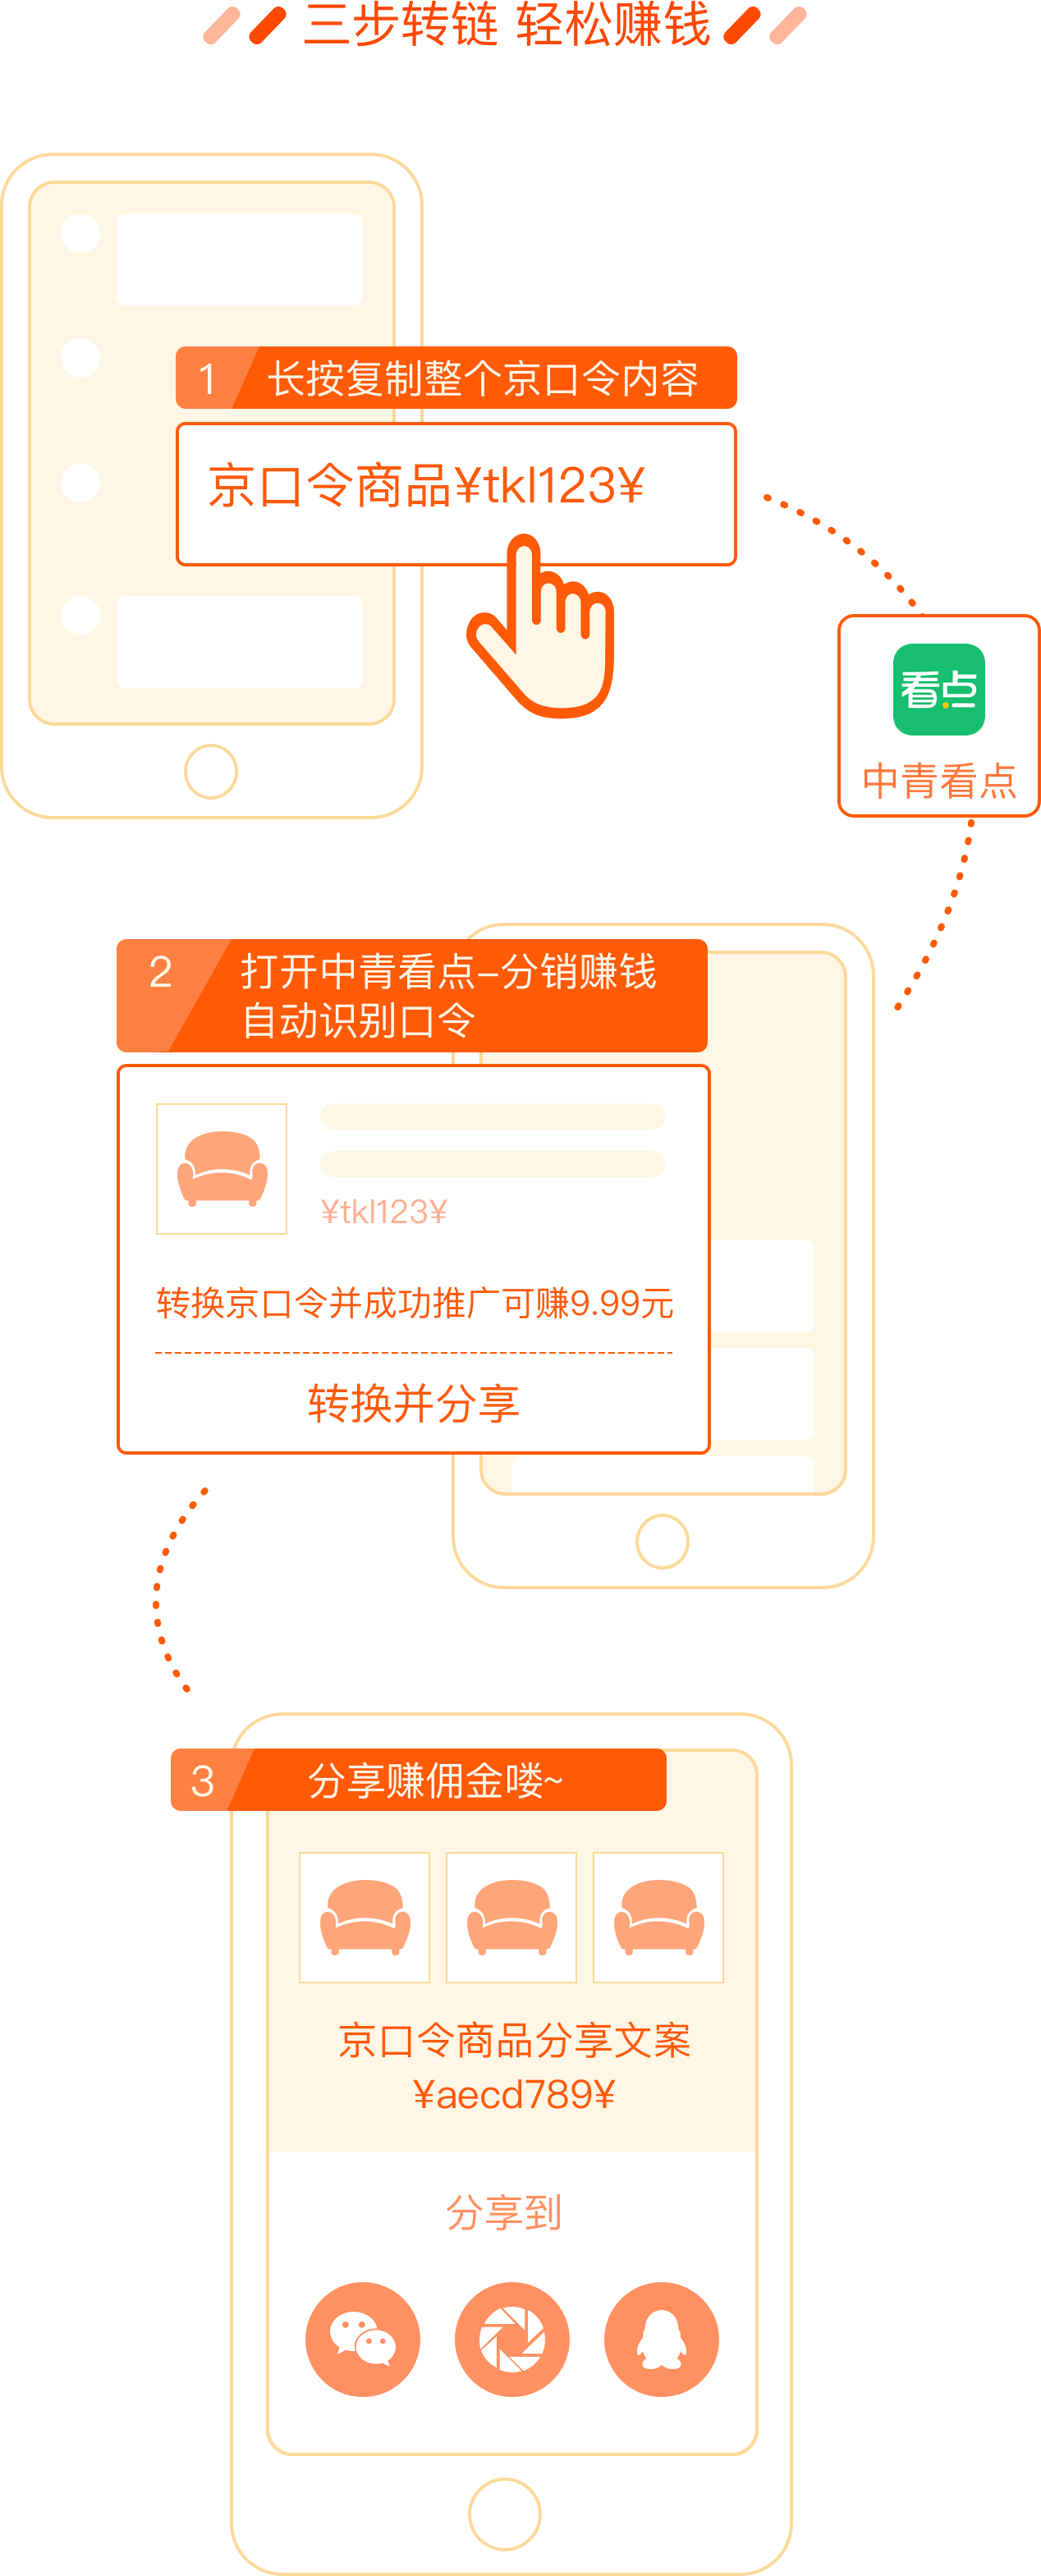 三步转链 轻松赚钱
1 长按复制整个京口令内容
京口令商品¥tkl123¥
看点
中青看点
2 打开中青看点-分销赚钱
自动识别口令
¥tkl123¥
转换京口令并成功推广可赚9.99元
转换并分享
3 分享赚佣金喽~
京口令商品分享文案
¥aecd789¥
分享到